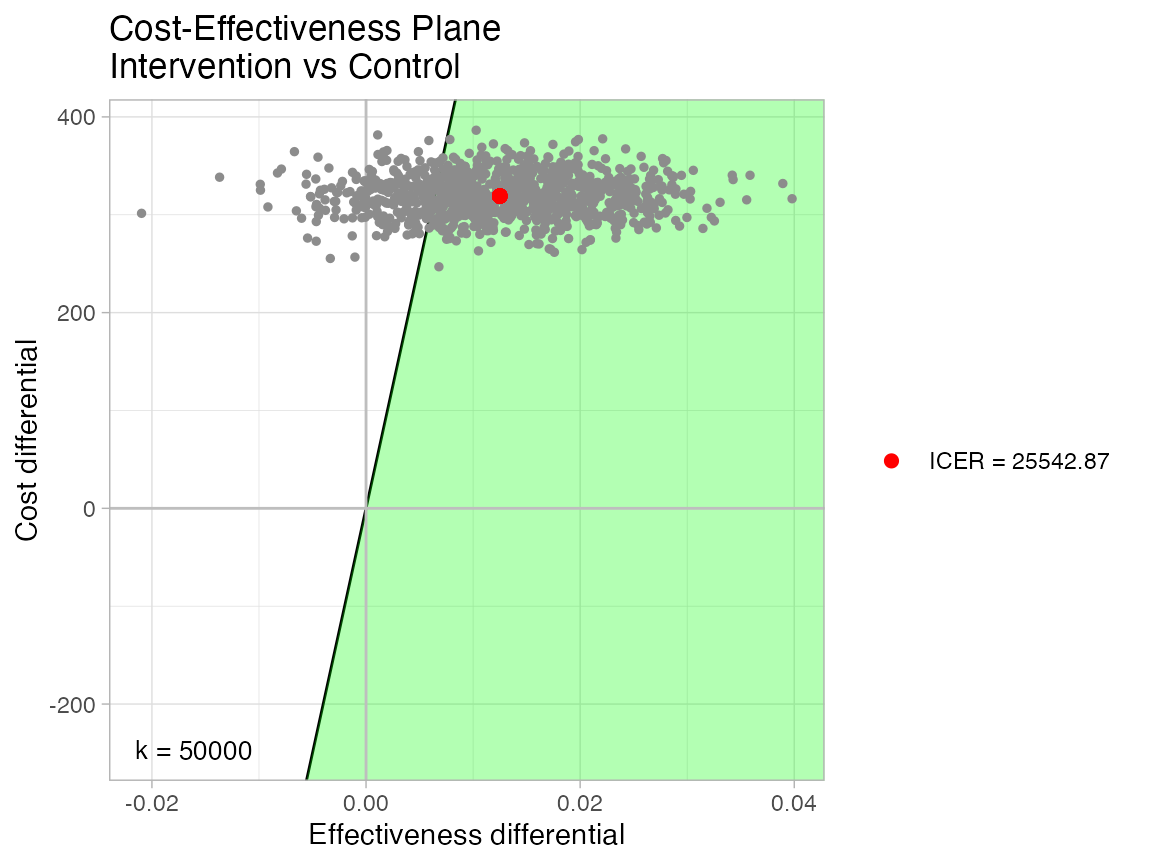 Cost-Effectiveness Plane
Intervention vs Control
400
200
0
-200
Cost differential
k = 50000
-0.02 0.00 0.02 0.04
Effectiveness differential
ICER = 25542.87